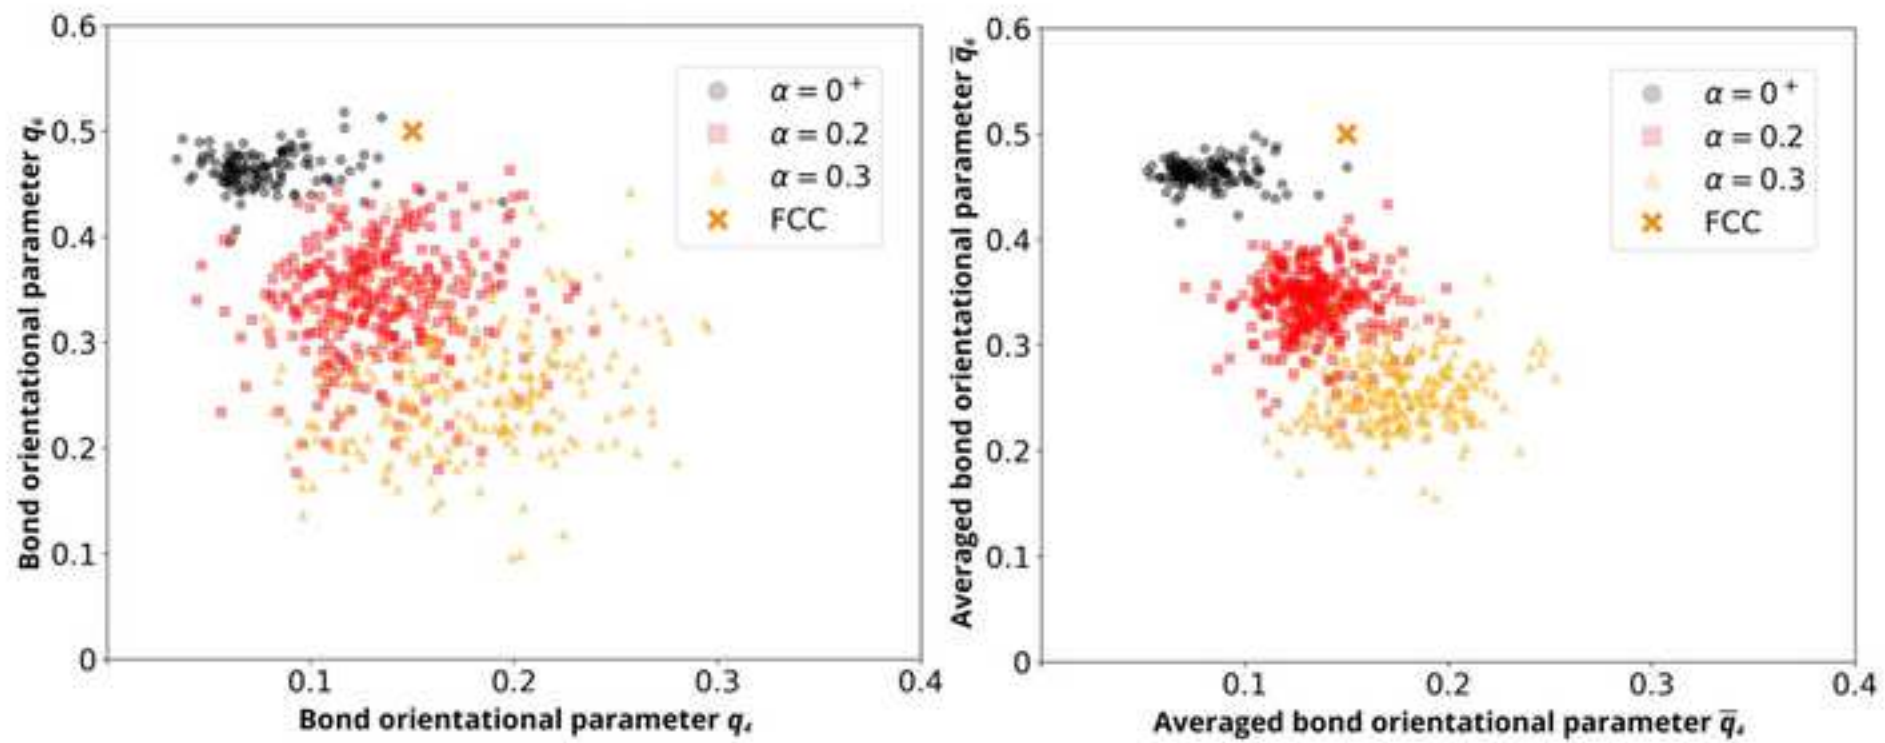 Bond orientational parameter q₄
0.6
0.5
0.4
0.3
0.2
0.1
0
α = 0⁺
α = 0.2
α = 0.3
FCC
0.1 0.2 0.3 0.4
Bond orientational parameter q₄
Averaged bond orientational parameter q̅
0.6
0.5
0.4
0.3
0.2
0.1
0
α = 0⁺
α = 0.2
α = 0.3
FCC
0.1 0.2 0.3 0.4
Averaged bond orientational parameter q̅₄